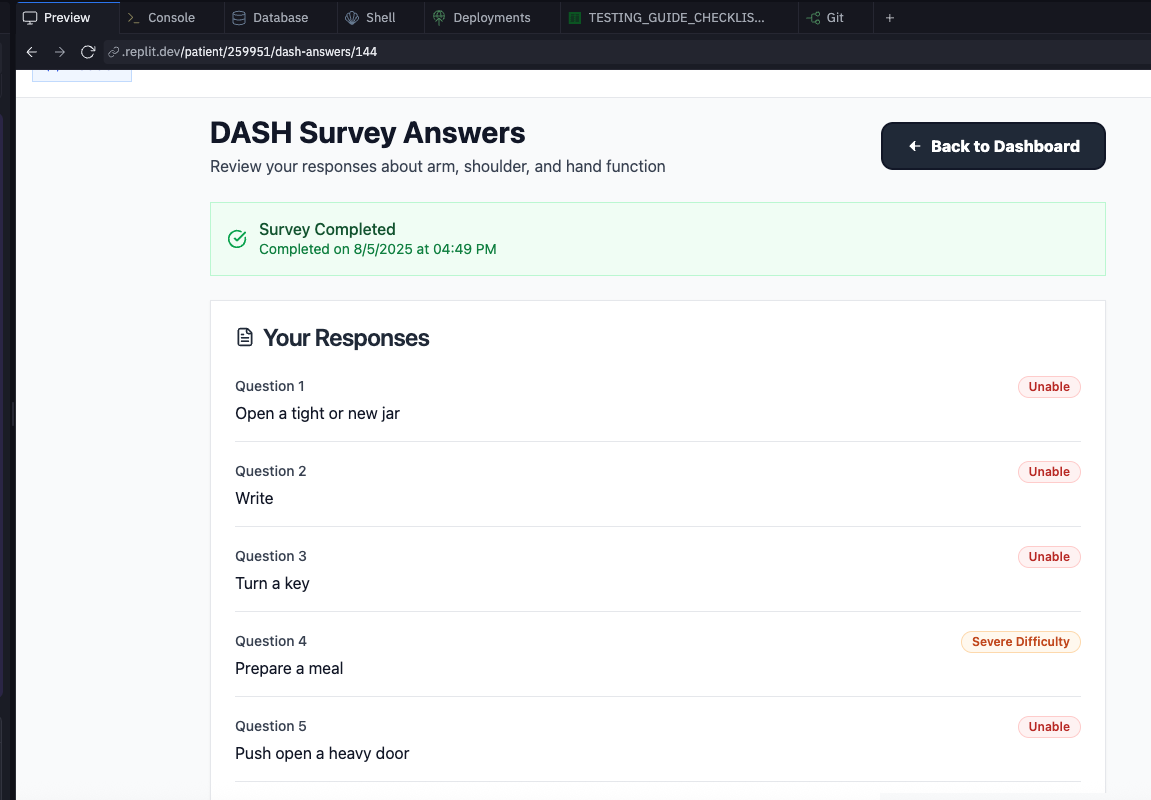 Preview
Console
Database
Shell
Deployments
TESTING_GUIDE_CHECKLIS...
Git
.replit.dev/patient/259951/dash-answers/144
DASH Survey Answers
Back to Dashboard
Review your responses about arm, shoulder, and hand function
Survey Completed
Completed on 8/5/2025 at 04:49 PM
Your Responses
Question 1
Unable
Open a tight or new jar
Question 2
Unable
Write
Question 3
Unable
Turn a key
Question 4
Severe Difficulty
Prepare a meal
Question 5
Unable
Push open a heavy door